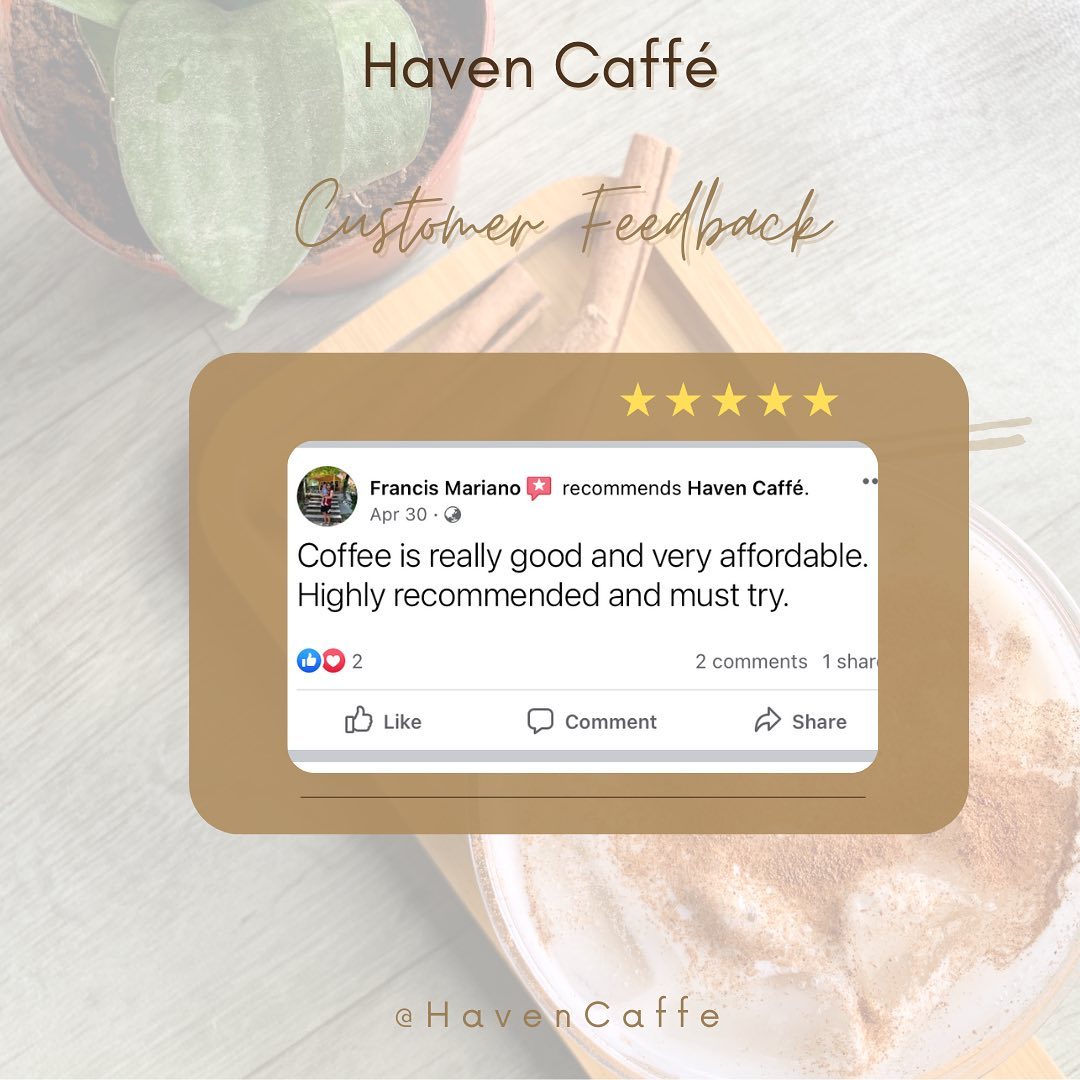 Haven Caffé
Customer Feedback
Francis Mariano recommends Haven Caffé.
Apr 30 ·
Coffee is really good and very affordable.
Highly recommended and must try.
2 2 comments 1 shar
Like Comment Share
@HavenCaffe